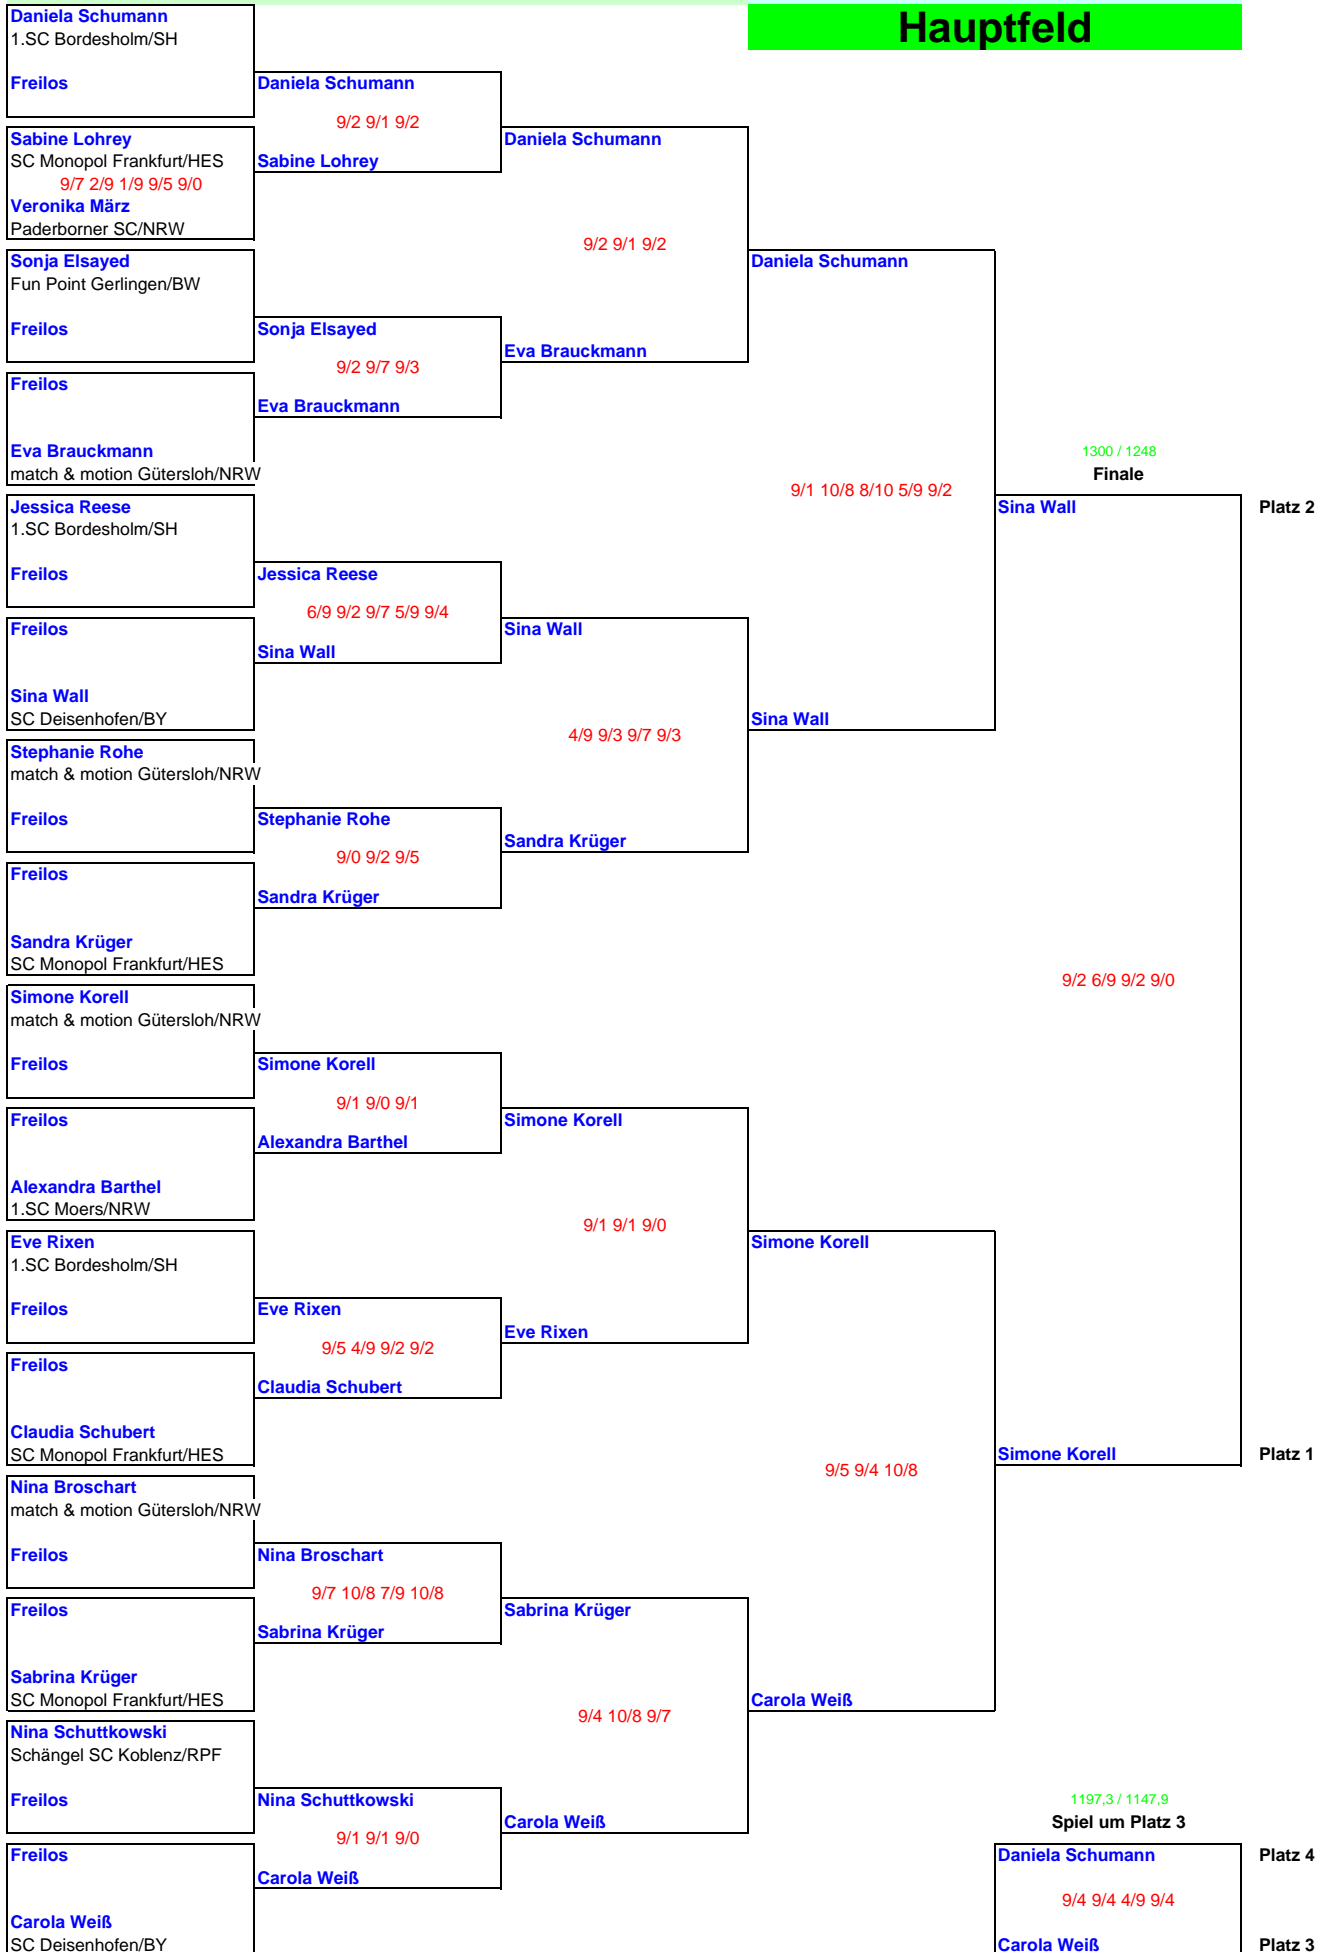 Daniela Schumann
1.SC Bordesholm/SH
Hauptfeld
Freilos
Daniela Schumann
9/2 9/1 9/2
Sabine Lohrey
Daniela Schumann
SC Monopol Frankfurt/HES
Sabine Lohrey
9/7 2/9 1/9 9/5 9/0
Veronika März
Paderborner SC/NRW
9/2 9/1 9/2
Sonja Elsayed
Daniela Schumann
Fun Point Gerlingen/BW
Freilos
Sonja Elsayed
Eva Brauckmann
9/2 9/7 9/3
Freilos
Eva Brauckmann
Eva Brauckmann
1300 / 1248
match & motion Gütersloh/NRW
Finale
9/1 10/8 8/10 5/9 9/2
Jessica Reese
Sina Wall
Platz 2
1.SC Bordesholm/SH
Freilos
Jessica Reese
6/9 9/2 9/7 5/9 9/4
Freilos
Sina Wall
Sina Wall
Sina Wall
SC Deisenhofen/BY
Sina Wall
4/9 9/3 9/7 9/3
Stephanie Rohe
match & motion Gütersloh/NRW
Freilos
Stephanie Rohe
Sandra Krüger
9/0 9/2 9/5
Freilos
Sandra Krüger
Sandra Krüger
SC Monopol Frankfurt/HES
9/2 6/9 9/2 9/0
Simone Korell
match & motion Gütersloh/NRW
Freilos
Simone Korell
9/1 9/0 9/1
Freilos
Simone Korell
Alexandra Barthel
Alexandra Barthel
1.SC Moers/NRW
9/1 9/1 9/0
Eve Rixen
Simone Korell
1.SC Bordesholm/SH
Freilos
Eve Rixen
Eve Rixen
9/5 4/9 9/2 9/2
Freilos
Claudia Schubert
Claudia Schubert
SC Monopol Frankfurt/HES
Simone Korell
Platz 1
9/5 9/4 10/8
Nina Broschart
match & motion Gütersloh/NRW
Freilos
Nina Broschart
9/7 10/8 7/9 10/8
Freilos
Sabrina Krüger
Sabrina Krüger
Sabrina Krüger
SC Monopol Frankfurt/HES
Carola Weiß
9/4 10/8 9/7
Nina Schuttkowski
Schängel SC Koblenz/RPF
Freilos
Nina Schuttkowski
1197,3 / 1147,9
Carola Weiß
Spiel um Platz 3
9/1 9/1 9/0
Freilos
Daniela Schumann
Platz 4
Carola Weiß
9/4 9/4 4/9 9/4
Carola Weiß
SC Deisenhofen/BY
Carola Weiß
Platz 3